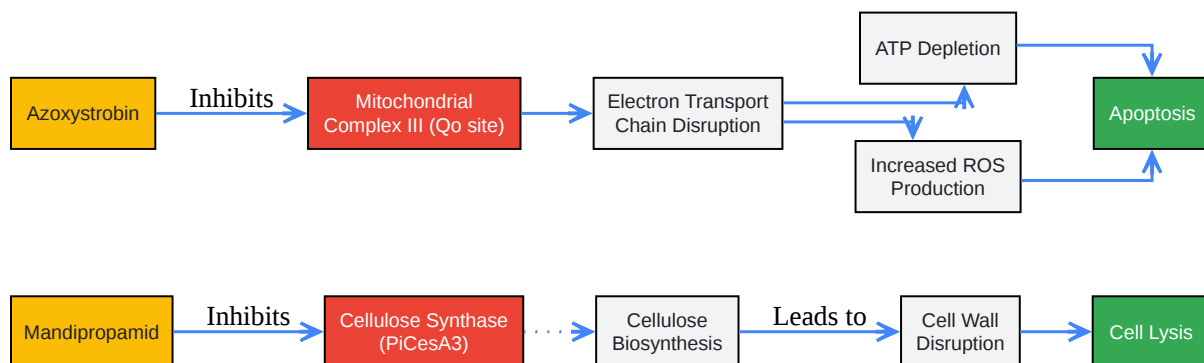 Azoxystrobin
Inhibits
Mitochondrial
Complex III (Qo site)
Electron Transport
Chain Disruption
ATP Depletion
Increased ROS
Production
Apoptosis
Mandipropamid
Inhibits
Cellulose Synthase
(PiCesA3)
Cellulose
Biosynthesis
Leads to
Cell Wall
Disruption
Cell Lysis